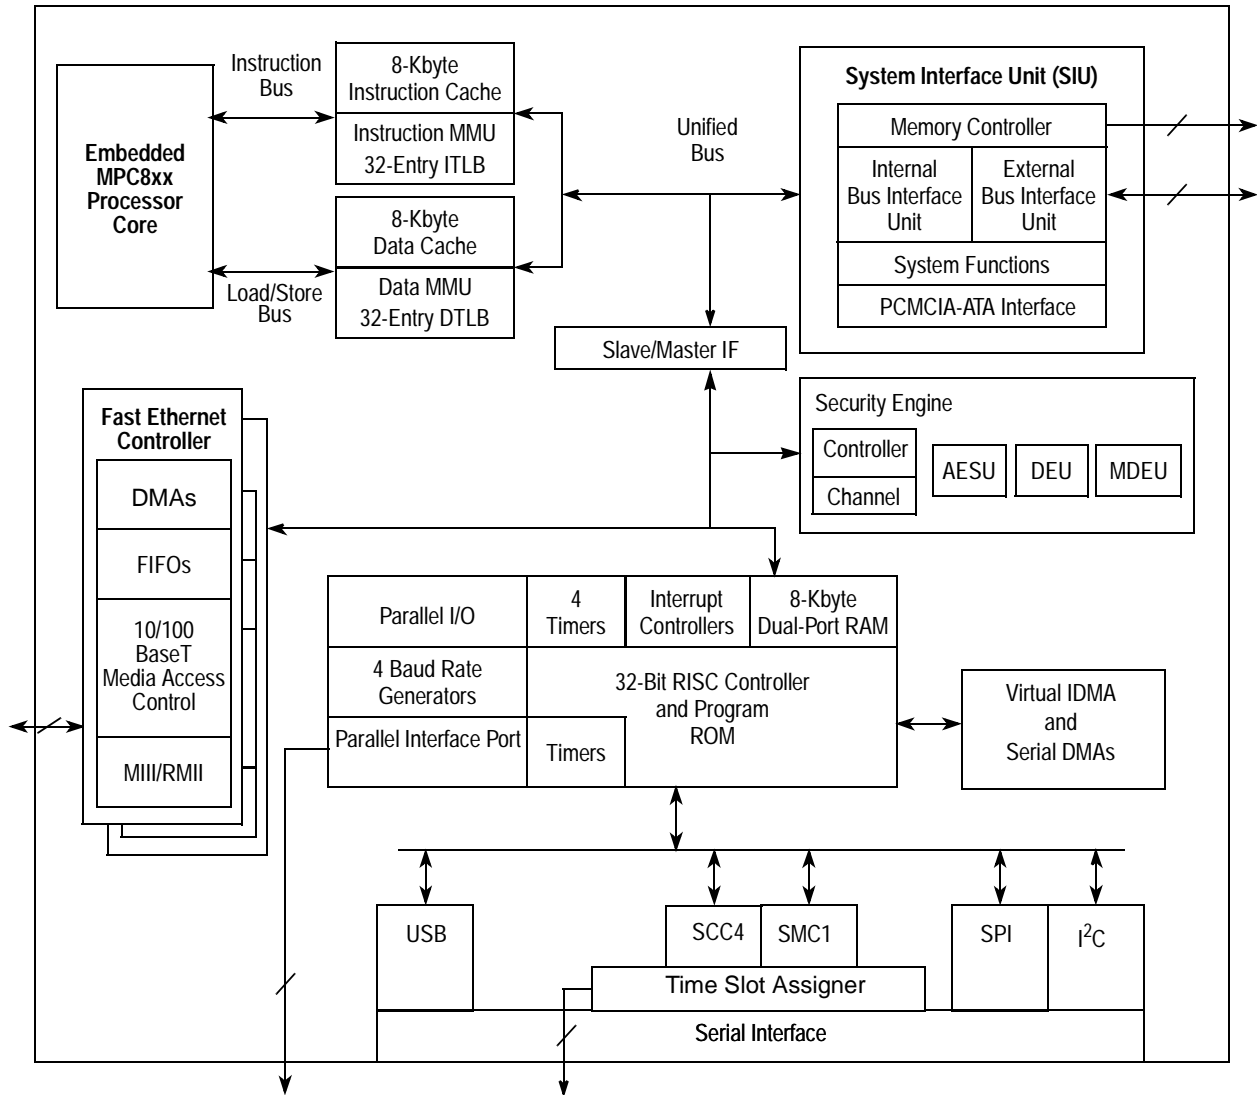 Embedded
MPC8xx
Processor
Core
Instruction
Bus
Load/Store
Bus
8-Kbyte
Instruction Cache
Instruction MMU
32-Entry ITLB
8-Kbyte
Data Cache
Data MMU
32-Entry DTLB
Unified
Bus
System Interface Unit (SIU)
Memory Controller
Internal
Bus Interface
Unit
External
Bus Interface
Unit
System Functions
PCMCIA-ATA Interface
Slave/Master IF
Security Engine
Controller
Channel
AESU
DEU
MDEU
Fast Ethernet
Controller
DMAs
FIFOs
10/100
BaseT
Media Access
Control
MIII/RMII
Parallel I/O
4
Timers
Interrupt
Controllers
8-Kbyte
Dual-Port RAM
4 Baud Rate
Generators
32-Bit RISC Controller
and Program
ROM
Parallel Interface Port
Timers
Virtual IDMA
and
Serial DMAs
USB
SCC4
SMC1
SPI
I²C
Time Slot Assigner
Serial Interface